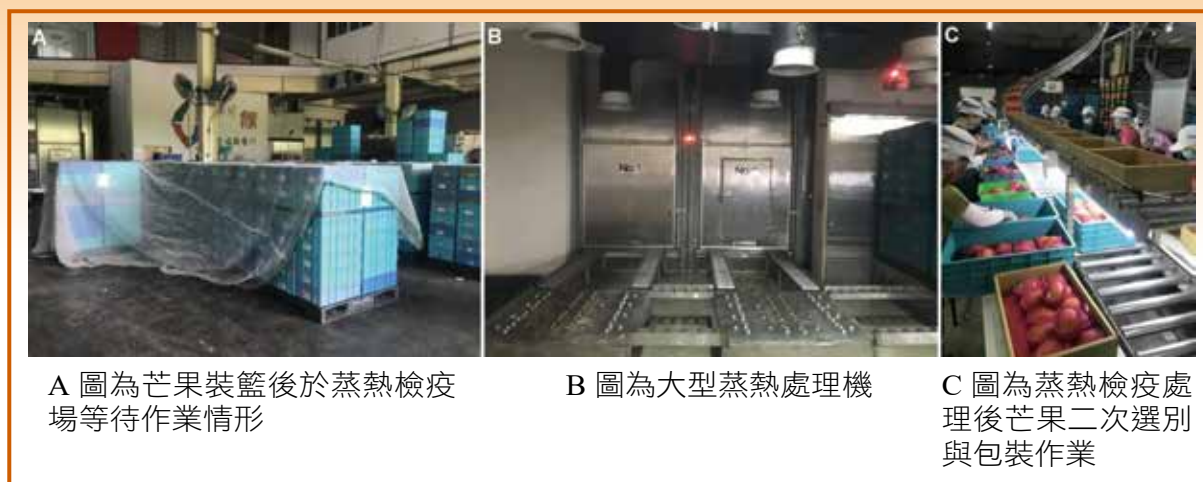 A
B
C
No.1
A 圖為芒果裝籃後於蒸熱檢疫
場等待作業情形
B 圖為大型蒸熱處理機
C 圖為蒸熱檢疫處
理後芒果二次選別
與包裝作業